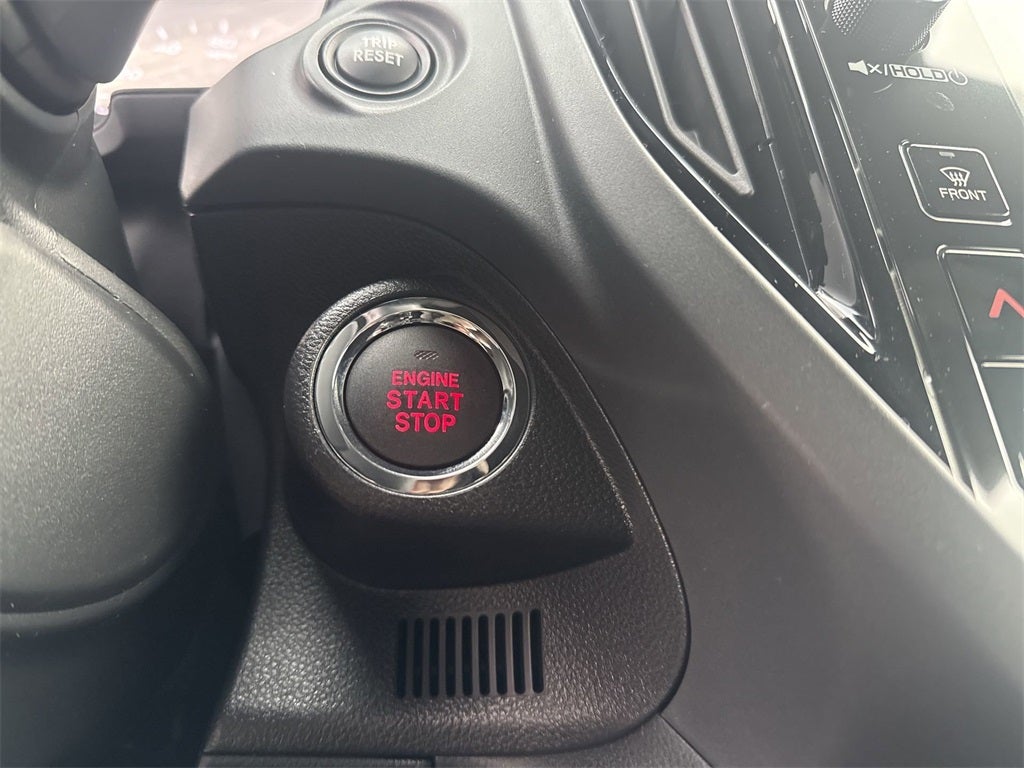 TRIP
RESET
/HOLD
FRONT
ENGINE
START
STOP